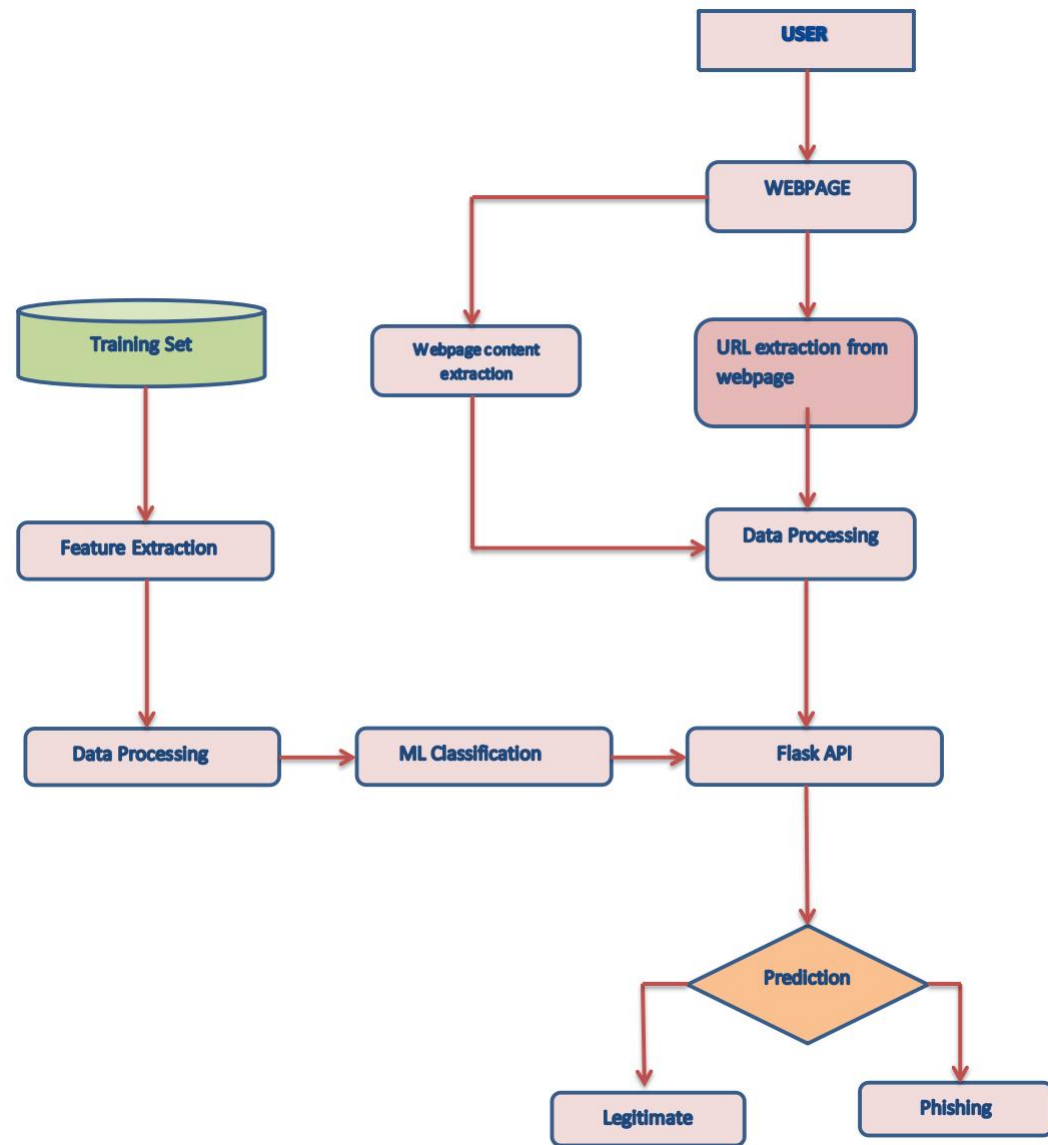 USER
WEBPAGE
Training Set
Webpage content
extraction
URL extraction from
webpage
Feature Extraction
Data Processing
Data Processing
ML Classification
Flask API
Prediction
Legitimate
Phishing